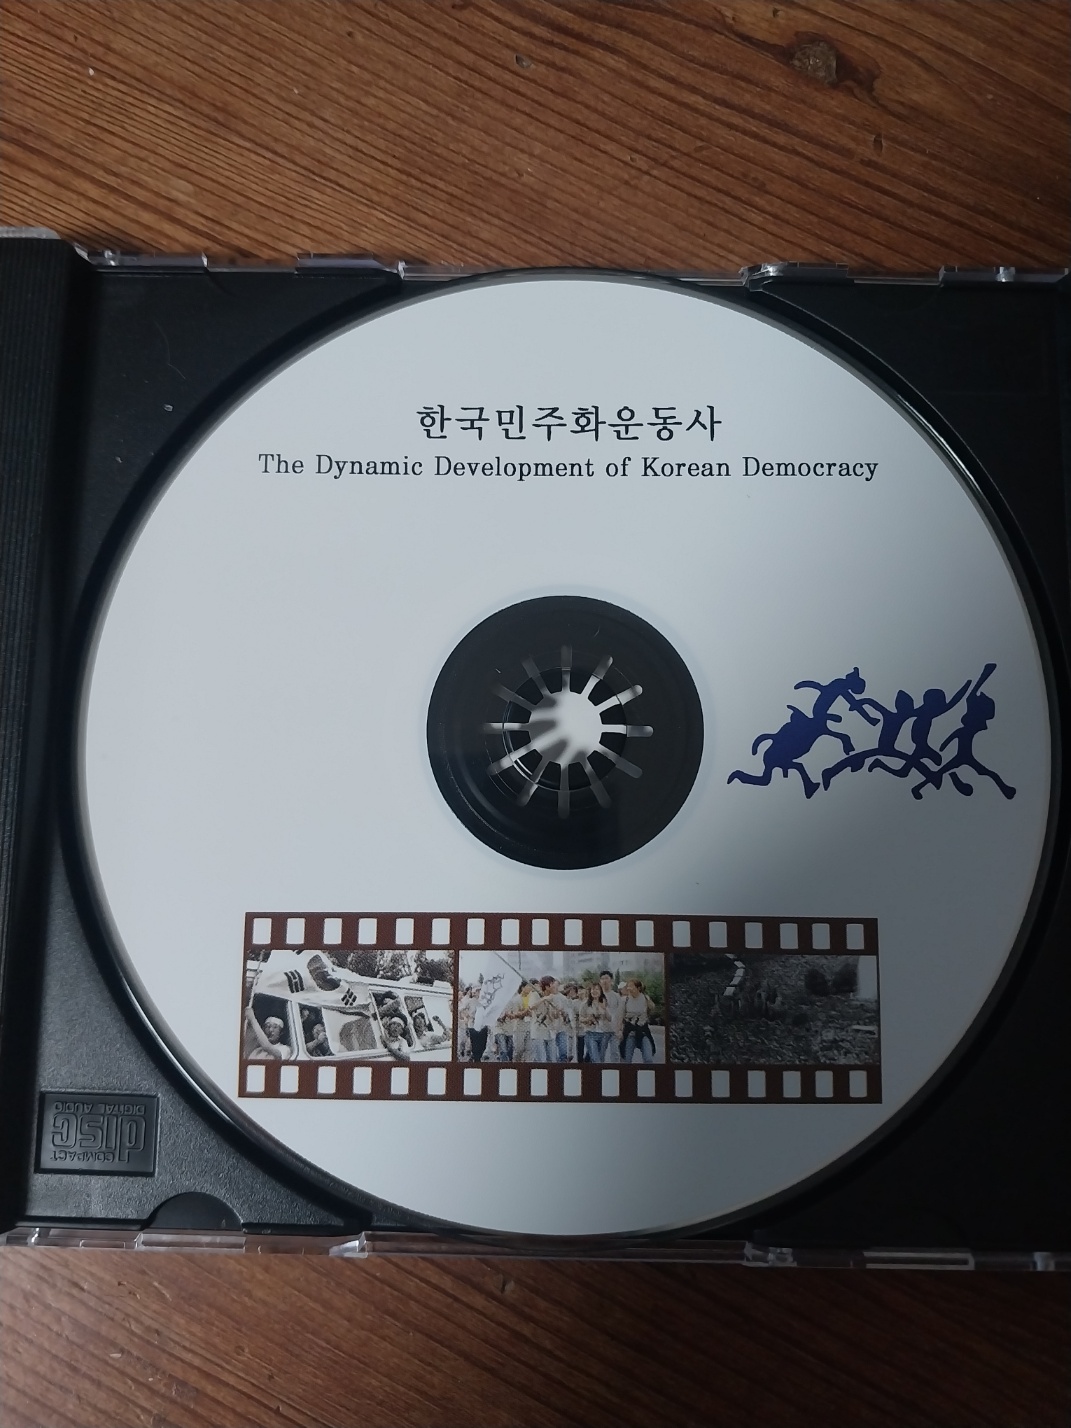 한국민주화운동사
The Dynamic Development of Korean Democracy
COMPACT
disc
DIGITAL AUDIO